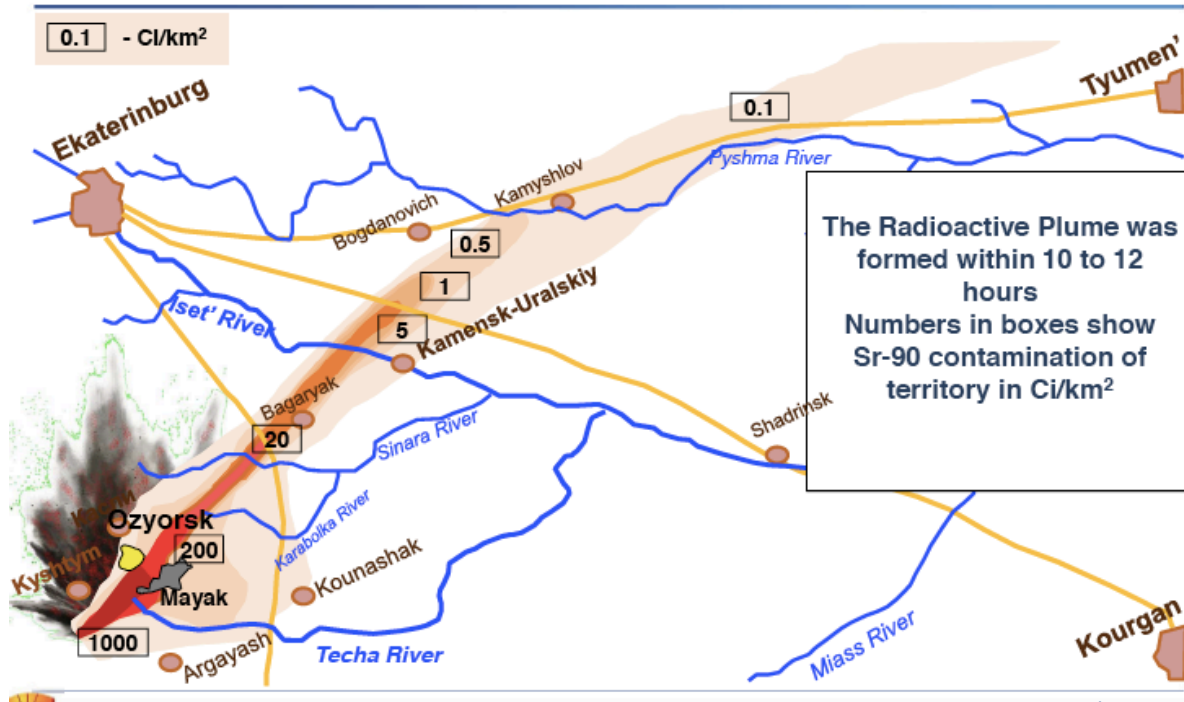 0.1 - CI/km²
Ekaterinburg
Tyumen'
0.1
Pyshma River
Kamyshlov
Bogdanovich
0.5
The Radioactive Plume was
formed within 10 to 12
hours
Numbers in boxes show
Sr-90 contamination of
territory in Ci/km²
1
Iset' River
5
Kamensk-Uralskiy
Bagaryak
20
Sinara River
Shadrinsk
Ozyorsk
200
Karabolka River
Kyshtym
Mayak
Kounashak
1000
Argayash
Techa River
Miass River
Kourgan